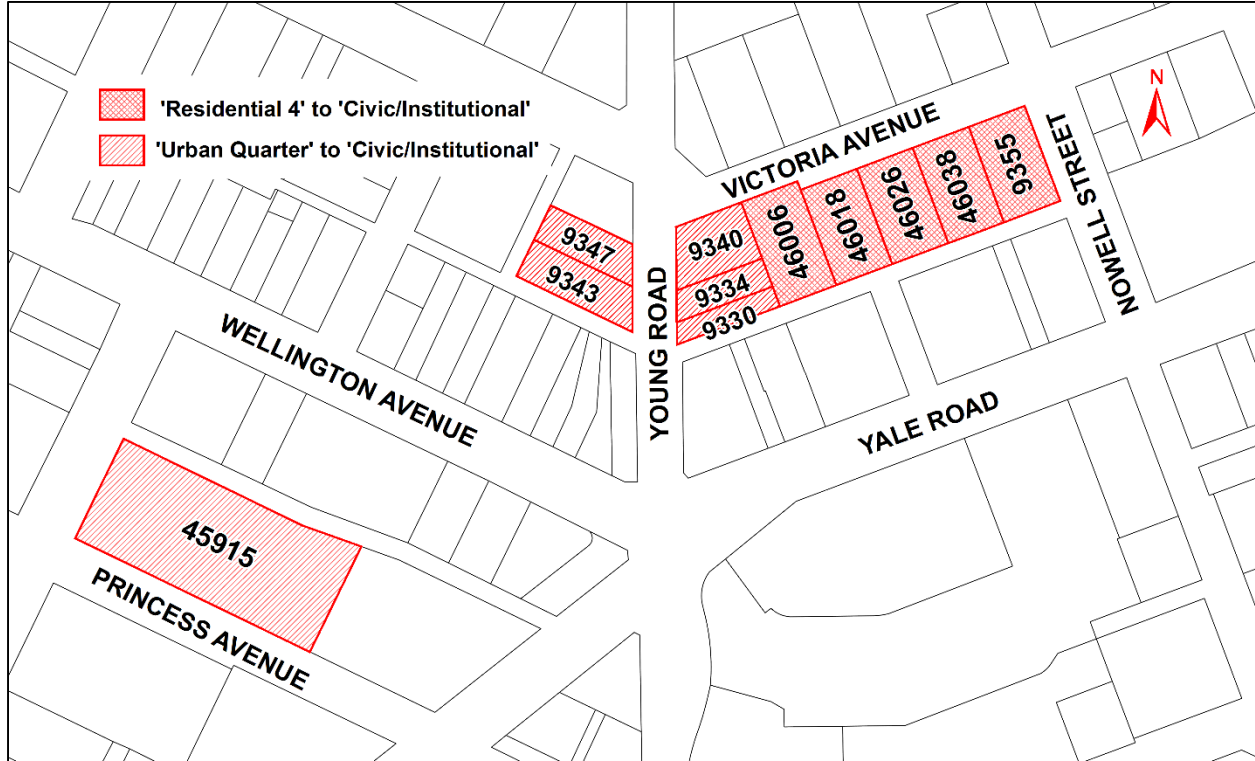 N
'Residential 4' to 'Civic/Institutional'
'Urban Quarter' to 'Civic/Institutional'
VICTORIA AVENUE
NOWELL STREET
9355
46038
46026
46018
46006
9340
9334
9330
9347
9343
YOUNG ROAD
WELLINGTON AVENUE
YALE ROAD
45915
PRINCESS AVENUE